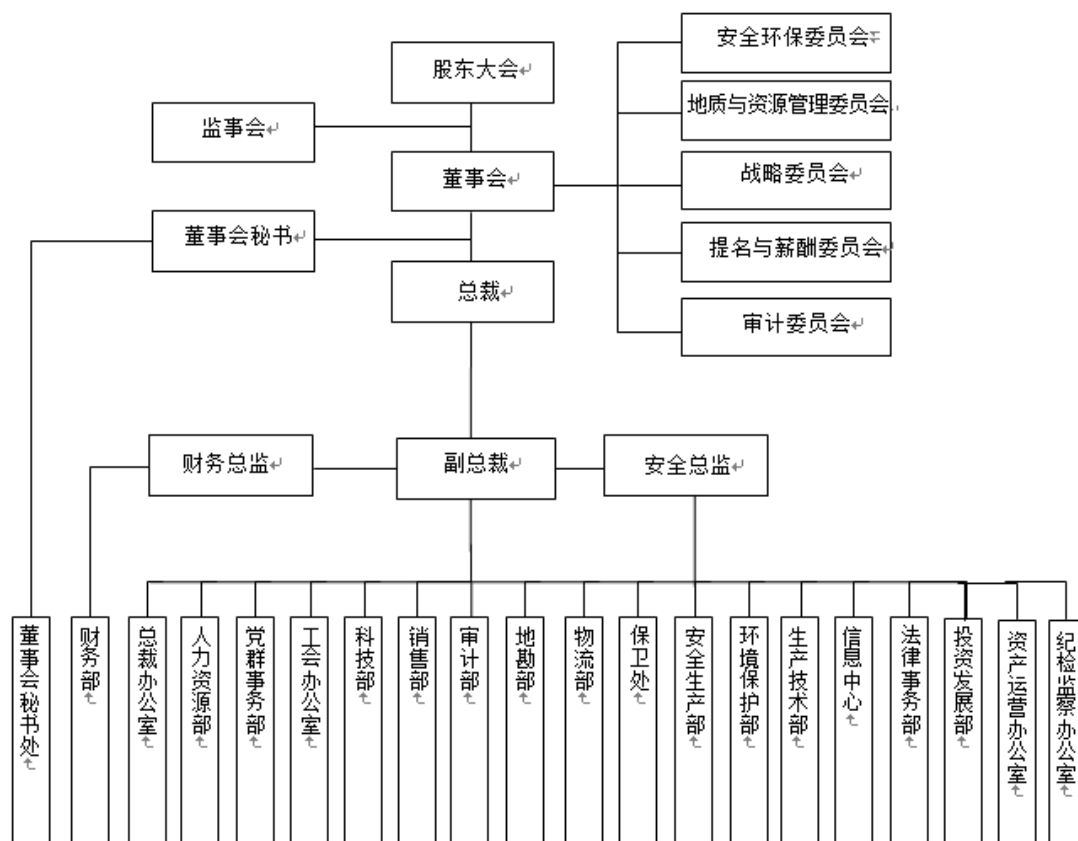 股东大会
安全环保委员会
地质与资源管理委员会
监事会
董事会
战略委员会
董事会秘书
提名与薪酬委员会
总裁
审计委员会
财务总监
副总裁
安全总监
董事会秘书处
财务部
总裁办公室
人力资源部
党群事务部
工会办公室
科技部
销售部
审计部
地勘部
物流部
保卫处
安全生产部
环境保护部
生产技术部
信息中心
法律事务部
投资发展部
资产运营办公室
纪检监察办公室